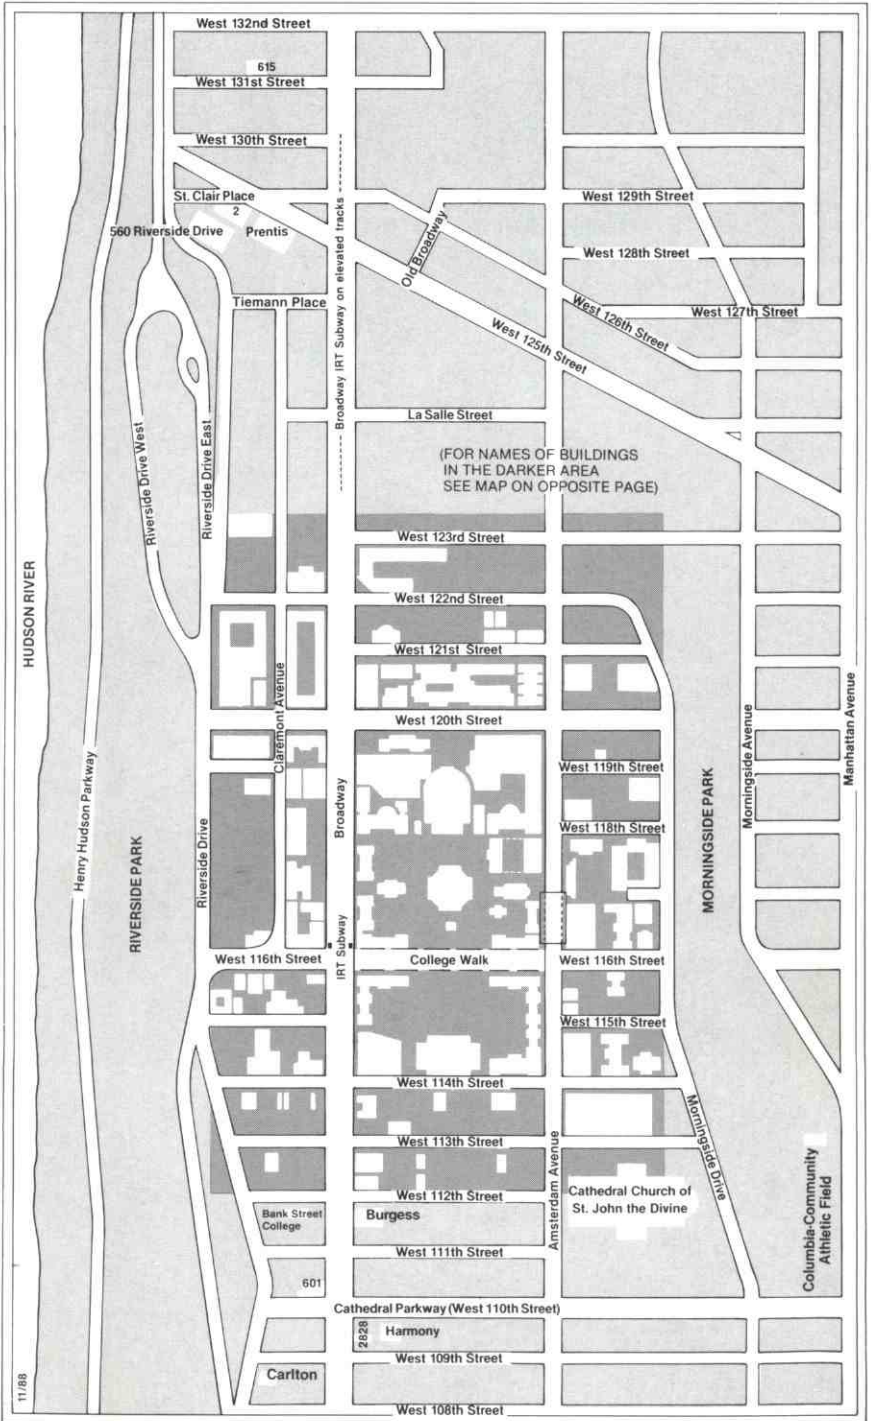 West 132nd Street
615
West 131st Street
West 130th Street
St. Clair Place
2
560 Riverside Drive
Prentis
Broadway IRT Subway on elevated tracks
Old Broadway
West 129th Street
West 128th Street
Tiemann Place
West 127th Street
West 126th Street
West 125th Street
La Salle Street
Riverside Drive West
Riverside Drive East
(FOR NAMES OF BUILDINGS
IN THE DARKER AREA
SEE MAP ON OPPOSITE PAGE)
West 123rd Street
HUDSON RIVER
West 122nd Street
West 121st Street
Claremont Avenue
West 120th Street
Morningside Avenue
Manhattan Avenue
West 119th Street
Henry Hudson Parkway
RIVERSIDE PARK
Riverside Drive
Broadway
West 118th Street
MORNINGSIDE PARK
West 116th Street
IRT Subway
College Walk
West 116th Street
West 115th Street
West 114th Street
Morningside Drive
West 113th Street
Amsterdam Avenue
West 112th Street
Cathedral Church of
St. John the Divine
Columbia-Community
Athletic Field
Bank Street
College
Burgess
West 111th Street
601
Cathedral Parkway (West 110th Street)
2828
Harmony
West 109th Street
Carlton
West 108th Street
11/88